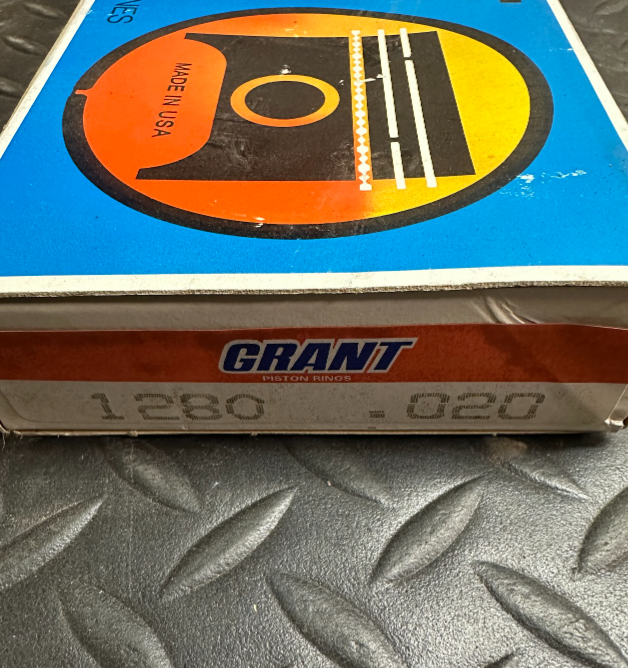 MADE IN USA
GRANT
PISTON RINGS
1280 .020